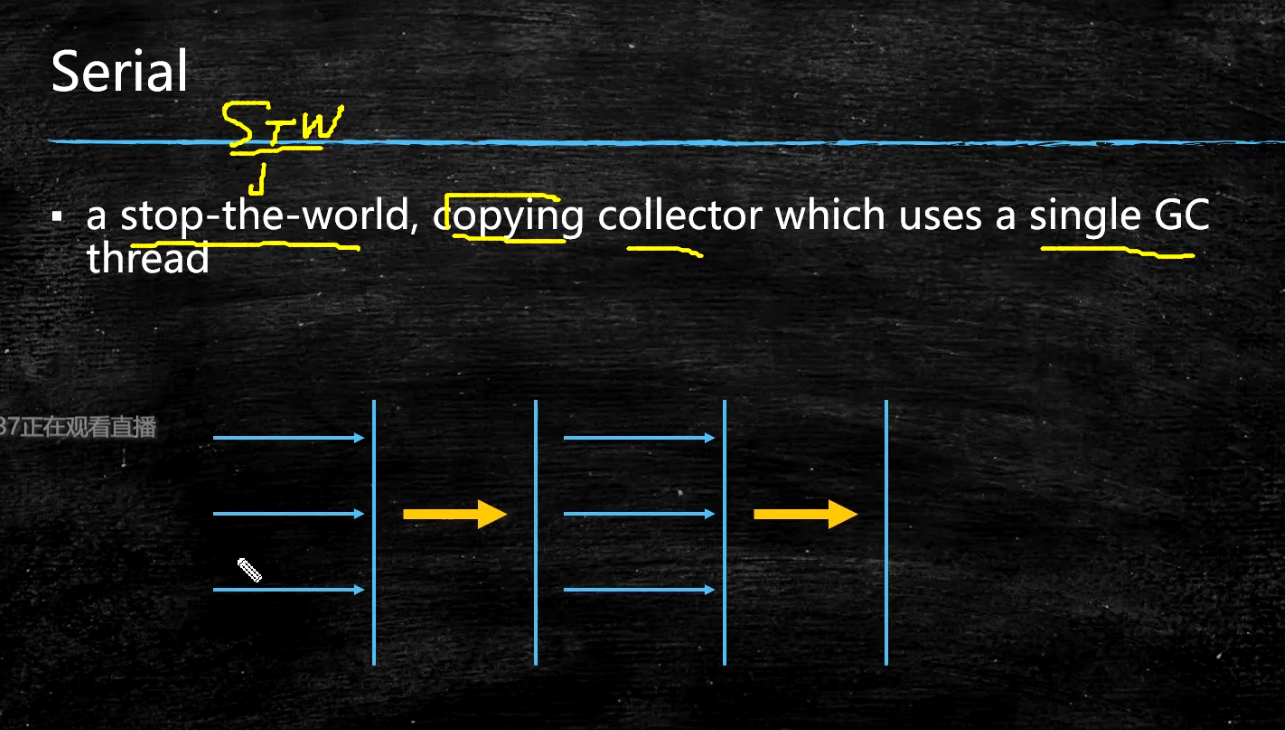 Serial
STW
▪ a stop-the-world, copying collector which uses a single GC
thread
37正在观看直播